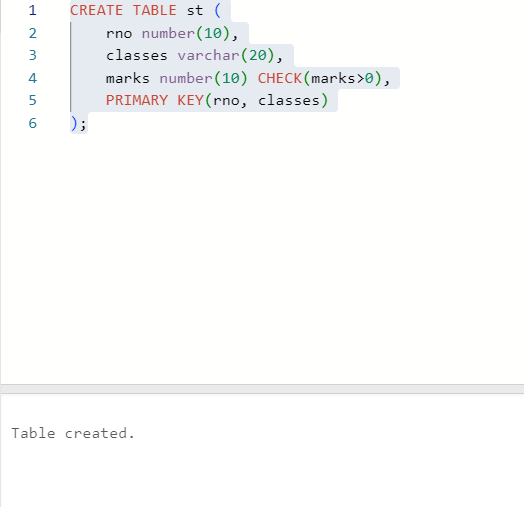 1 CREATE TABLE st (
2 rno number(10),
3 classes varchar(20),
4 marks number(10) CHECK(marks>0),
5 PRIMARY KEY(rno, classes)
6 );
Table created.